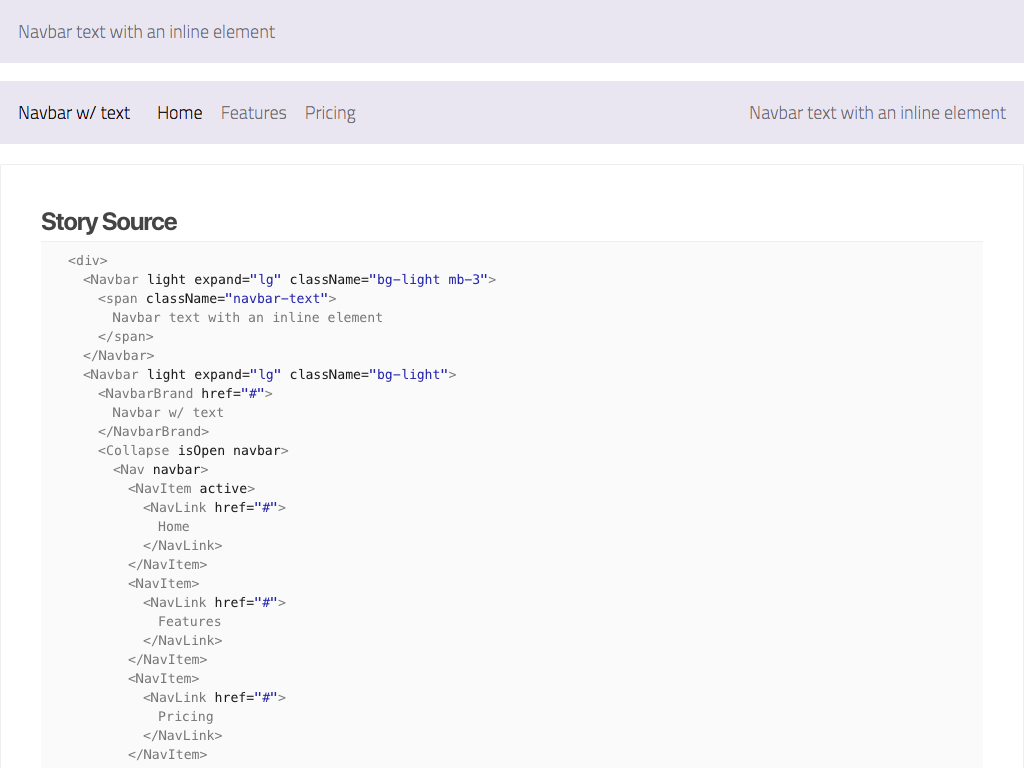 Navbar text with an inline element
Navbar w/ text Home Features Pricing Navbar text with an inline element
Story Source
<div>
<Navbar light expand="lg" className="bg-light mb-3">
<span className="navbar-text">
Navbar text with an inline element
</span>
</Navbar>
<Navbar light expand="lg" className="bg-light">
<NavbarBrand href="#">
Navbar w/ text
</NavbarBrand>
<Collapse isOpen navbar>
<Nav navbar>
<NavItem active>
<NavLink href="#">
Home
</NavLink>
</NavItem>
<NavItem>
<NavLink href="#">
Features
</NavLink>
</NavItem>
<NavItem>
<NavLink href="#">
Pricing
</NavLink>
</NavItem>